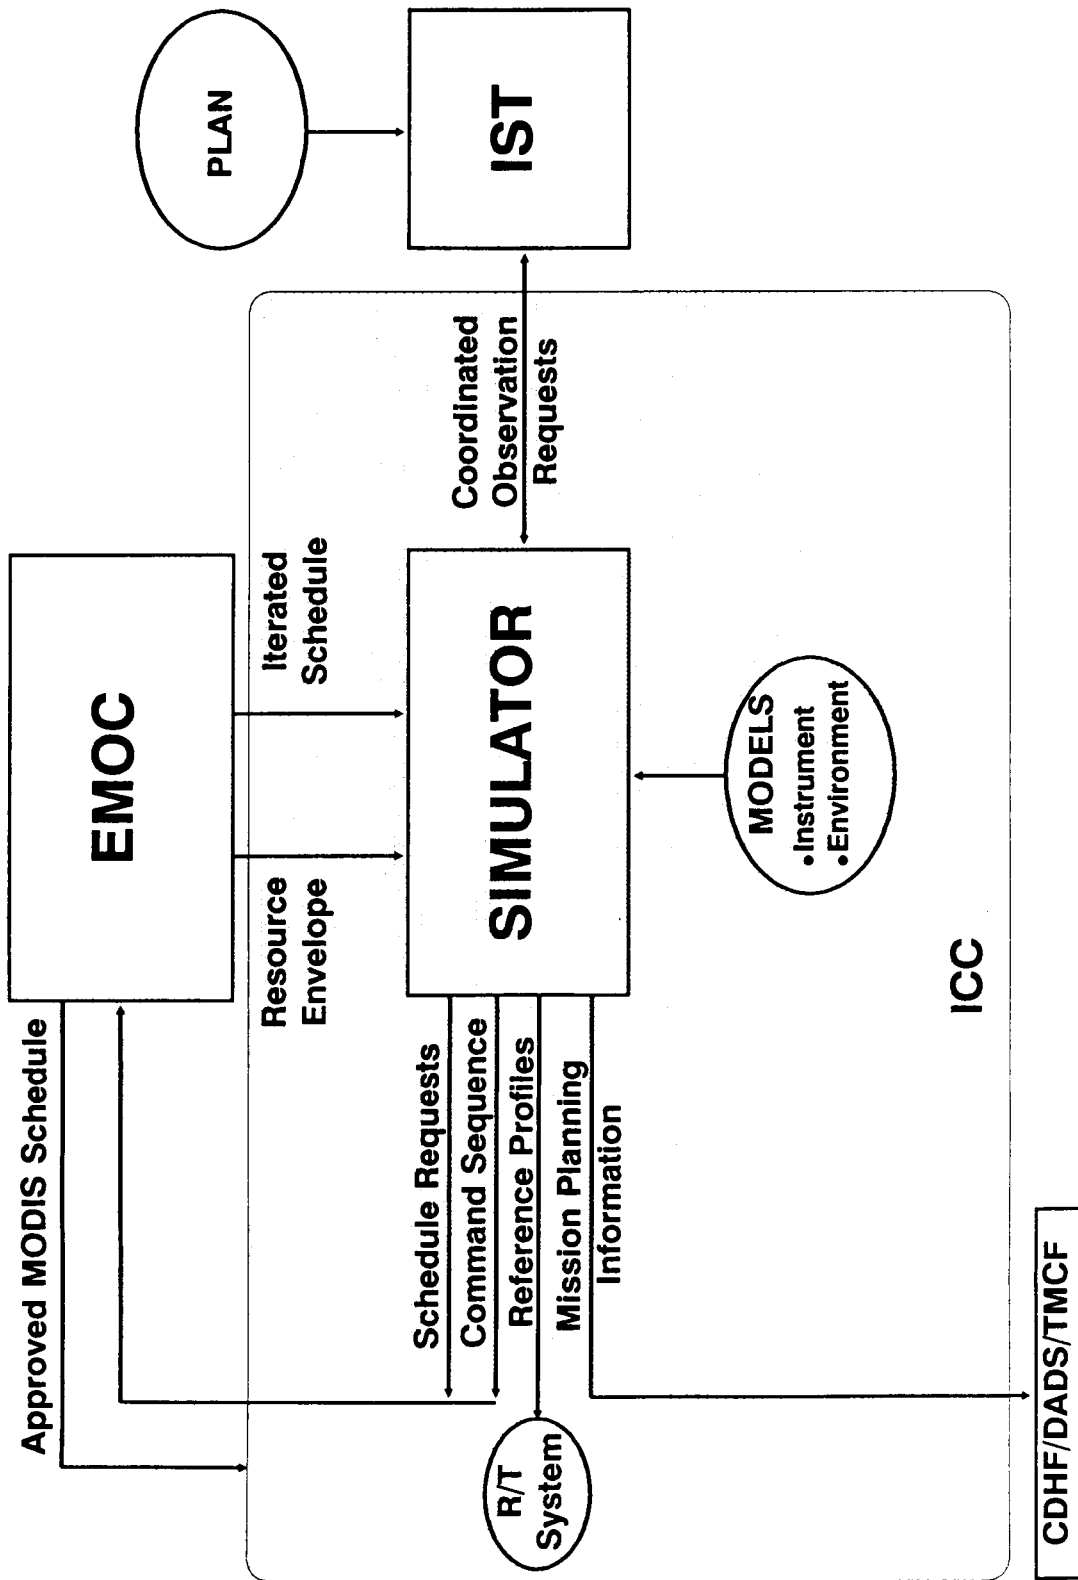 PLAN
IST
Coordinated
Observation
Requests
EMOC
Iterated
Schedule
Resource
Envelope
SIMULATOR
MODELS
•Instrument
•Environment
Approved MODIS Schedule
Schedule Requests
Command Sequence
Reference Profiles
Mission Planning
Information
R/T
System
ICC
CDHF/DADS/TMCF